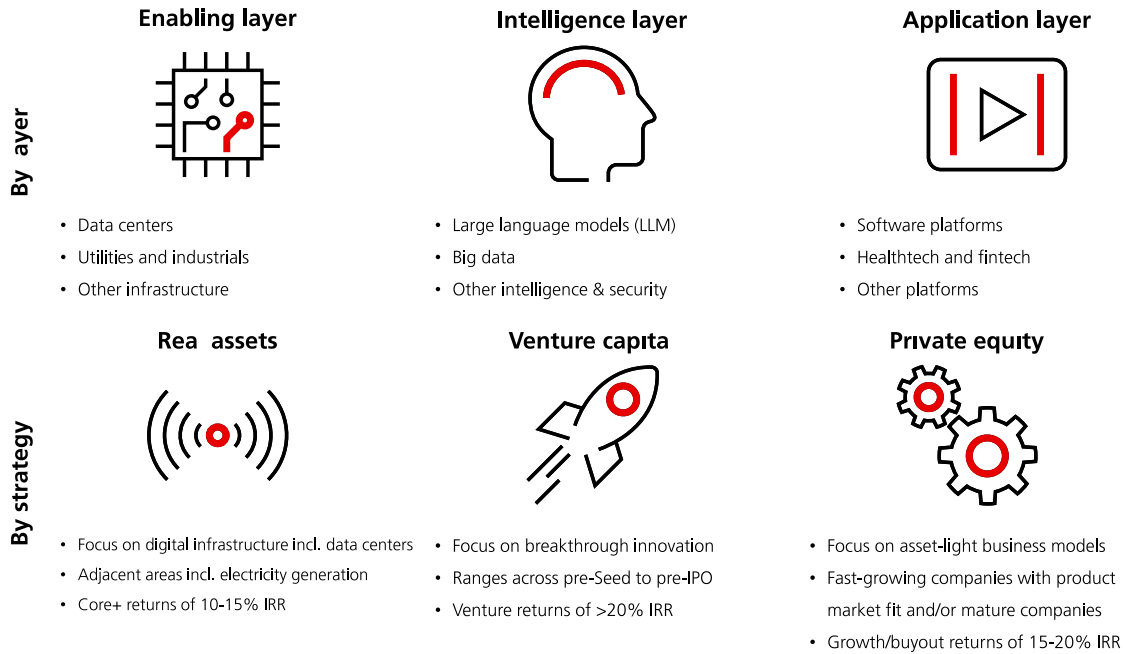 Enabling layer
Intelligence layer
Application layer
By ayer
• Data centers
• Utilities and industrials
• Other infrastructure
• Large language models (LLM)
• Big data
• Other intelligence & security
• Software platforms
• Healthtech and fintech
• Other platforms
Rea assets
Venture capıta
Prıvate equity
By strategy
• Focus on digital infrastructure incl. data centers
• Adjacent areas incl. electricity generation
• Core+ returns of 10-15% IRR
• Focus on breakthrough innovation
• Ranges across pre-Seed to pre-IPO
• Venture returns of >20% IRR
• Focus on asset-light business models
• Fast-growing companies with product
market fit and/or mature companies
• Growth/buyout returns of 15-20% IRR